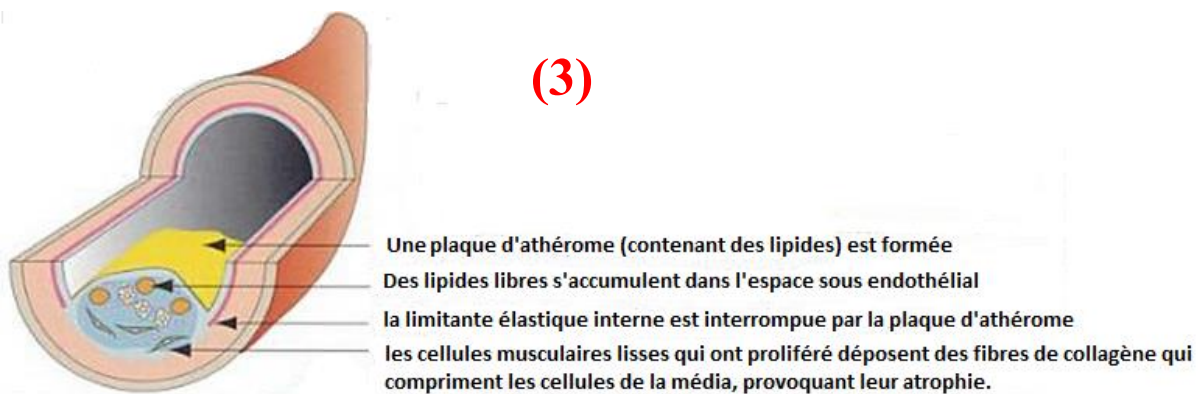 (3)
Une plaque d'athérome (contenant des lipides) est formée
Des lipides libres s'accumulent dans l'espace sous endothélial
la limitante élastique interne est interrompue par la plaque d'athérome
les cellules musculaires lisses qui ont proliféré déposent des fibres de collagène qui
compriment les cellules de la média, provoquant leur atrophie.